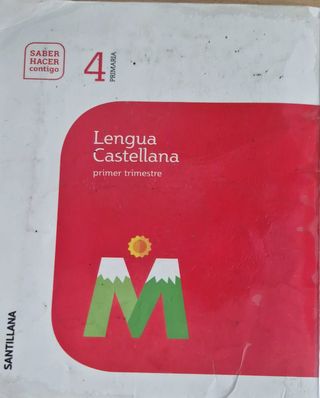 SABER
HACER
contigo
4
PRIMARIA
Lengua
Castellana
primer trimestre
M
SANTILLANA